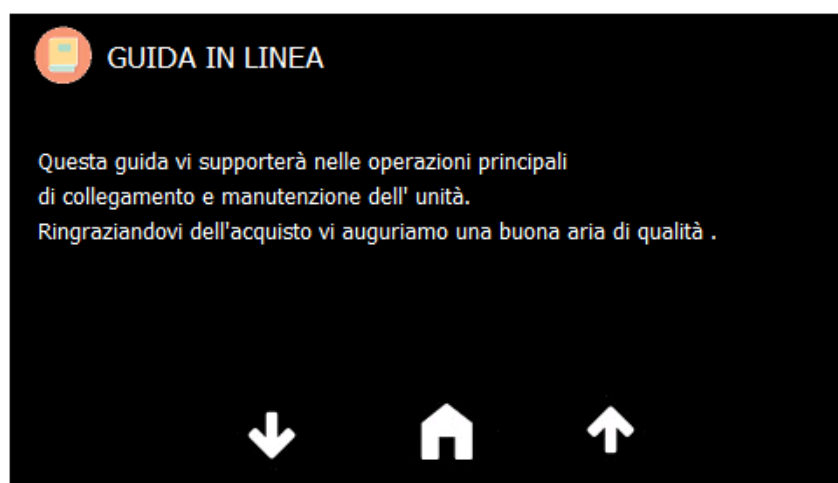 GUIDA IN LINEA
Questa guida vi supporterà nelle operazioni principali
di collegamento e manutenzione dell' unità.
Ringraziandovi dell'acquisto vi auguriamo una buona aria di qualità .